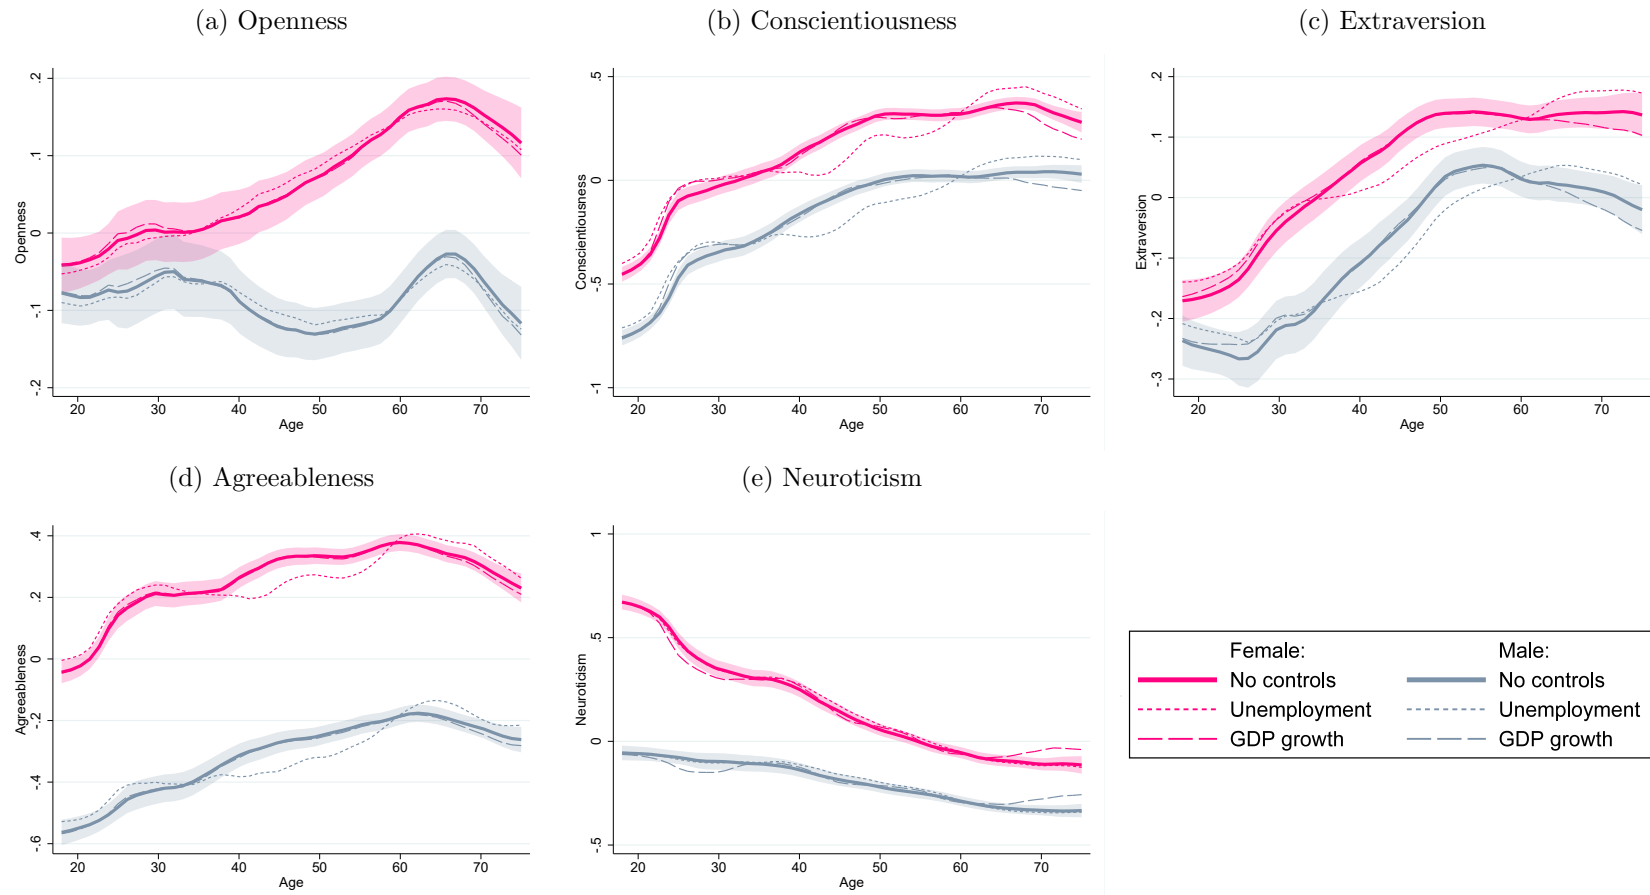 (a) Openness
Openness
.2
.1
0
-.1
-.2
20 30 40 50 60 70
Age
(b) Conscientiousness
Conscientiousness
.5
0
-.5
-1
20 30 40 50 60 70
Age
(c) Extraversion
Extraversion
.2
.1
0
-.1
-.2
-.3
20 30 40 50 60 70
Age
(d) Agreeableness
Agreeableness
.4
.2
0
-.2
-.4
-.6
20 30 40 50 60 70
Age
(e) Neuroticism
Neuroticism
1
.5
0
-.5
20 30 40 50 60 70
Age
Female: Male:
No controls No controls
Unemployment Unemployment
GDP growth GDP growth